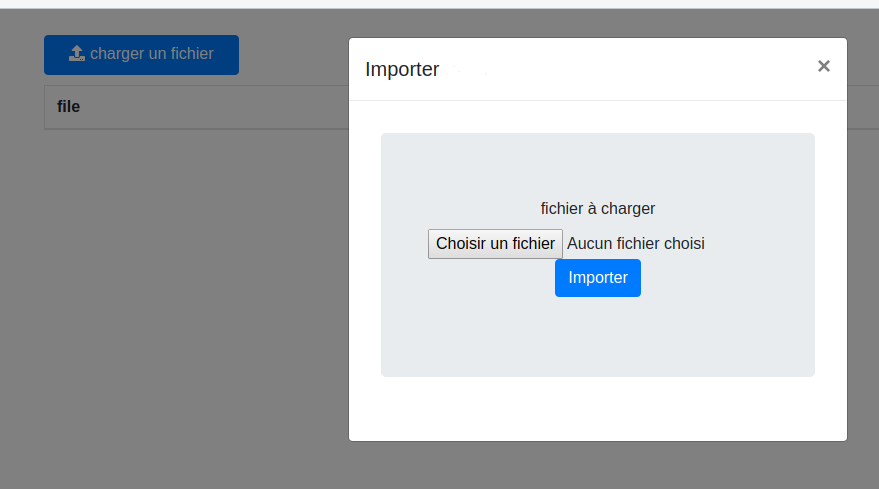 charger un fichier
file
Importer ×
fichier à charger
Choisir un fichier Aucun fichier choisi
Importer